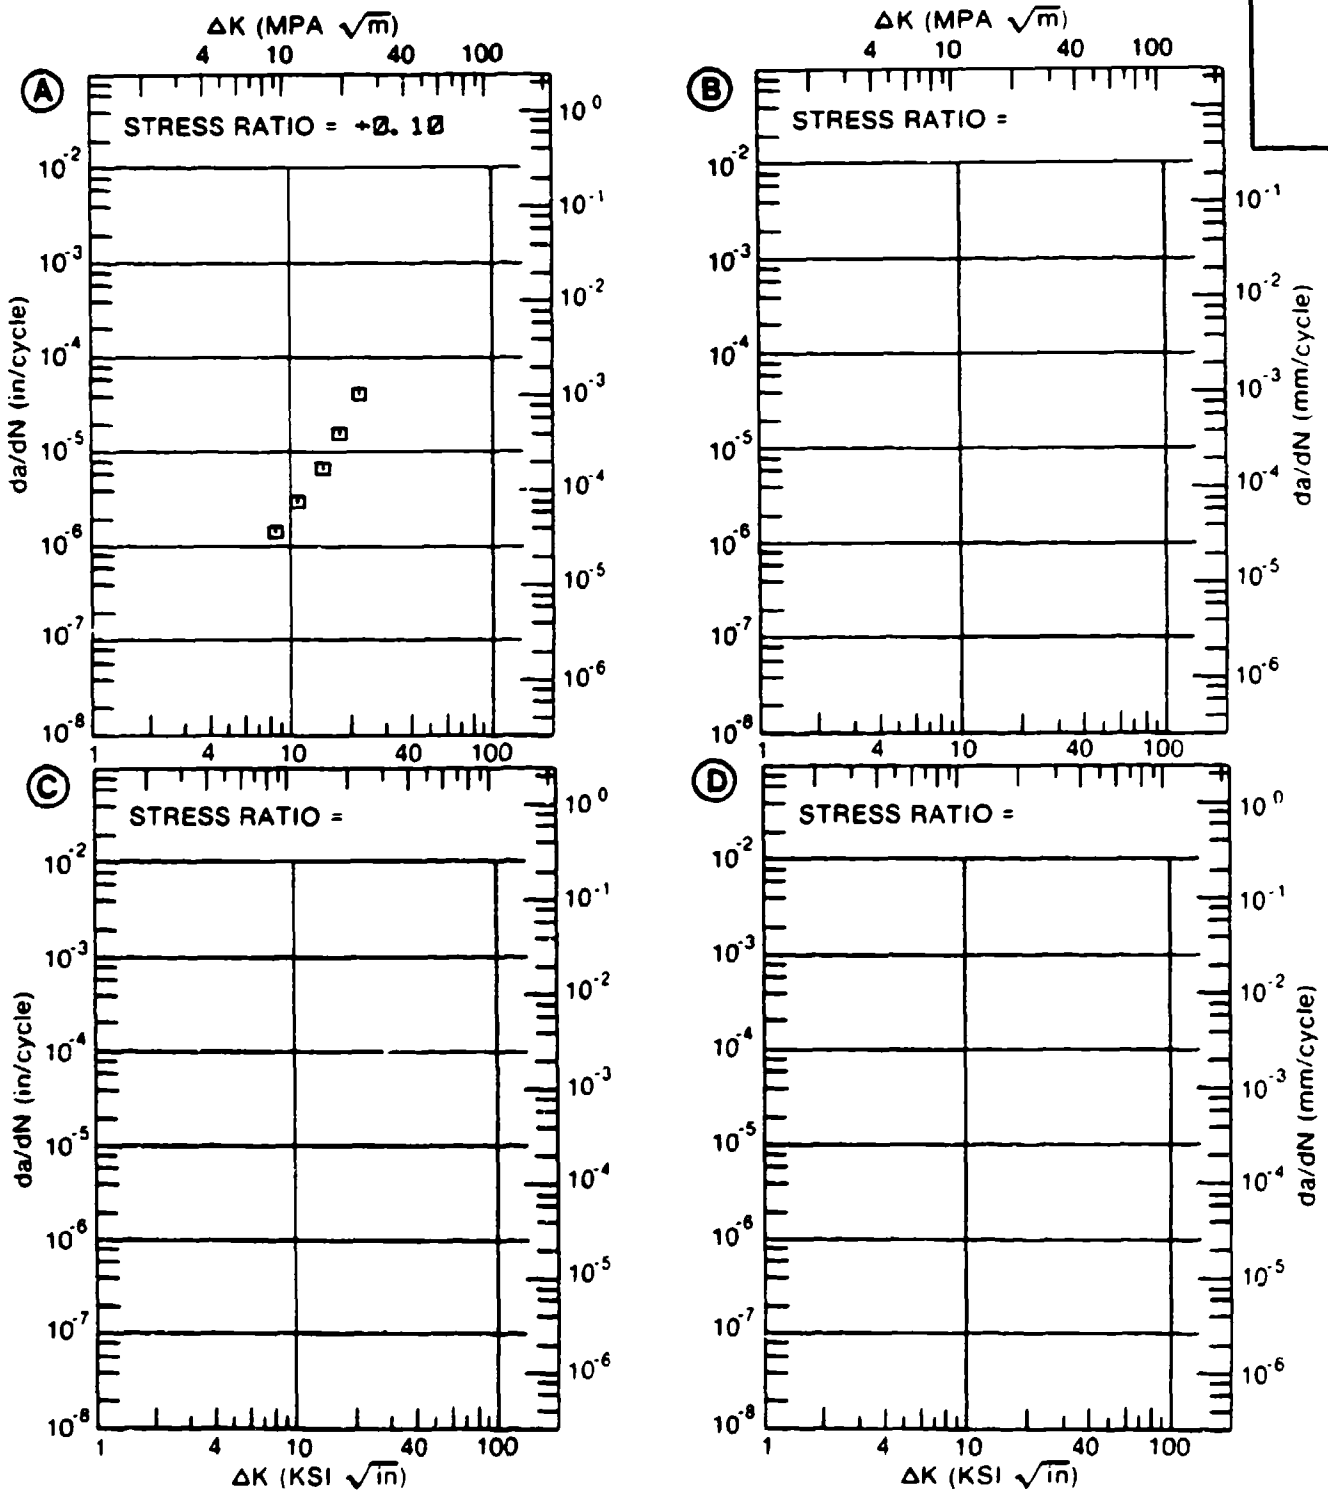 ΔK (MPA √m)
4 10 40 100
A
STRESS RATIO = +0.10
10⁰
10⁻¹
10⁻²
10⁻³
10⁻⁴
10⁻⁵
10⁻⁶
10⁻²
10⁻³
10⁻⁴
10⁻⁵
10⁻⁶
10⁻⁷
10⁻⁸
da/dN (in/cycle)
1 4 10 40 100
ΔK (MPA √m)
4 10 40 100
B
STRESS RATIO =
10⁻²
10⁻³
10⁻⁴
10⁻⁵
10⁻⁶
10⁻⁷
10⁻⁸
10⁻¹
10⁻²
10⁻³
10⁻⁴
10⁻⁵
10⁻⁶
da/dN (mm/cycle)
1 4 10 40 100
C
STRESS RATIO =
10⁰
10⁻¹
10⁻²
10⁻³
10⁻⁴
10⁻⁵
10⁻⁶
10⁻²
10⁻³
10⁻⁴
10⁻⁵
10⁻⁶
10⁻⁷
10⁻⁸
da/dN (in/cycle)
1 4 10 40 100
ΔK (KSI √in)
D
STRESS RATIO =
10⁻²
10⁻³
10⁻⁴
10⁻⁵
10⁻⁶
10⁻⁷
10⁻⁸
10⁰
10⁻¹
10⁻²
10⁻³
10⁻⁴
10⁻⁵
10⁻⁶
da/dN (mm/cycle)
1 4 10 40 100
ΔK (KSI √in)